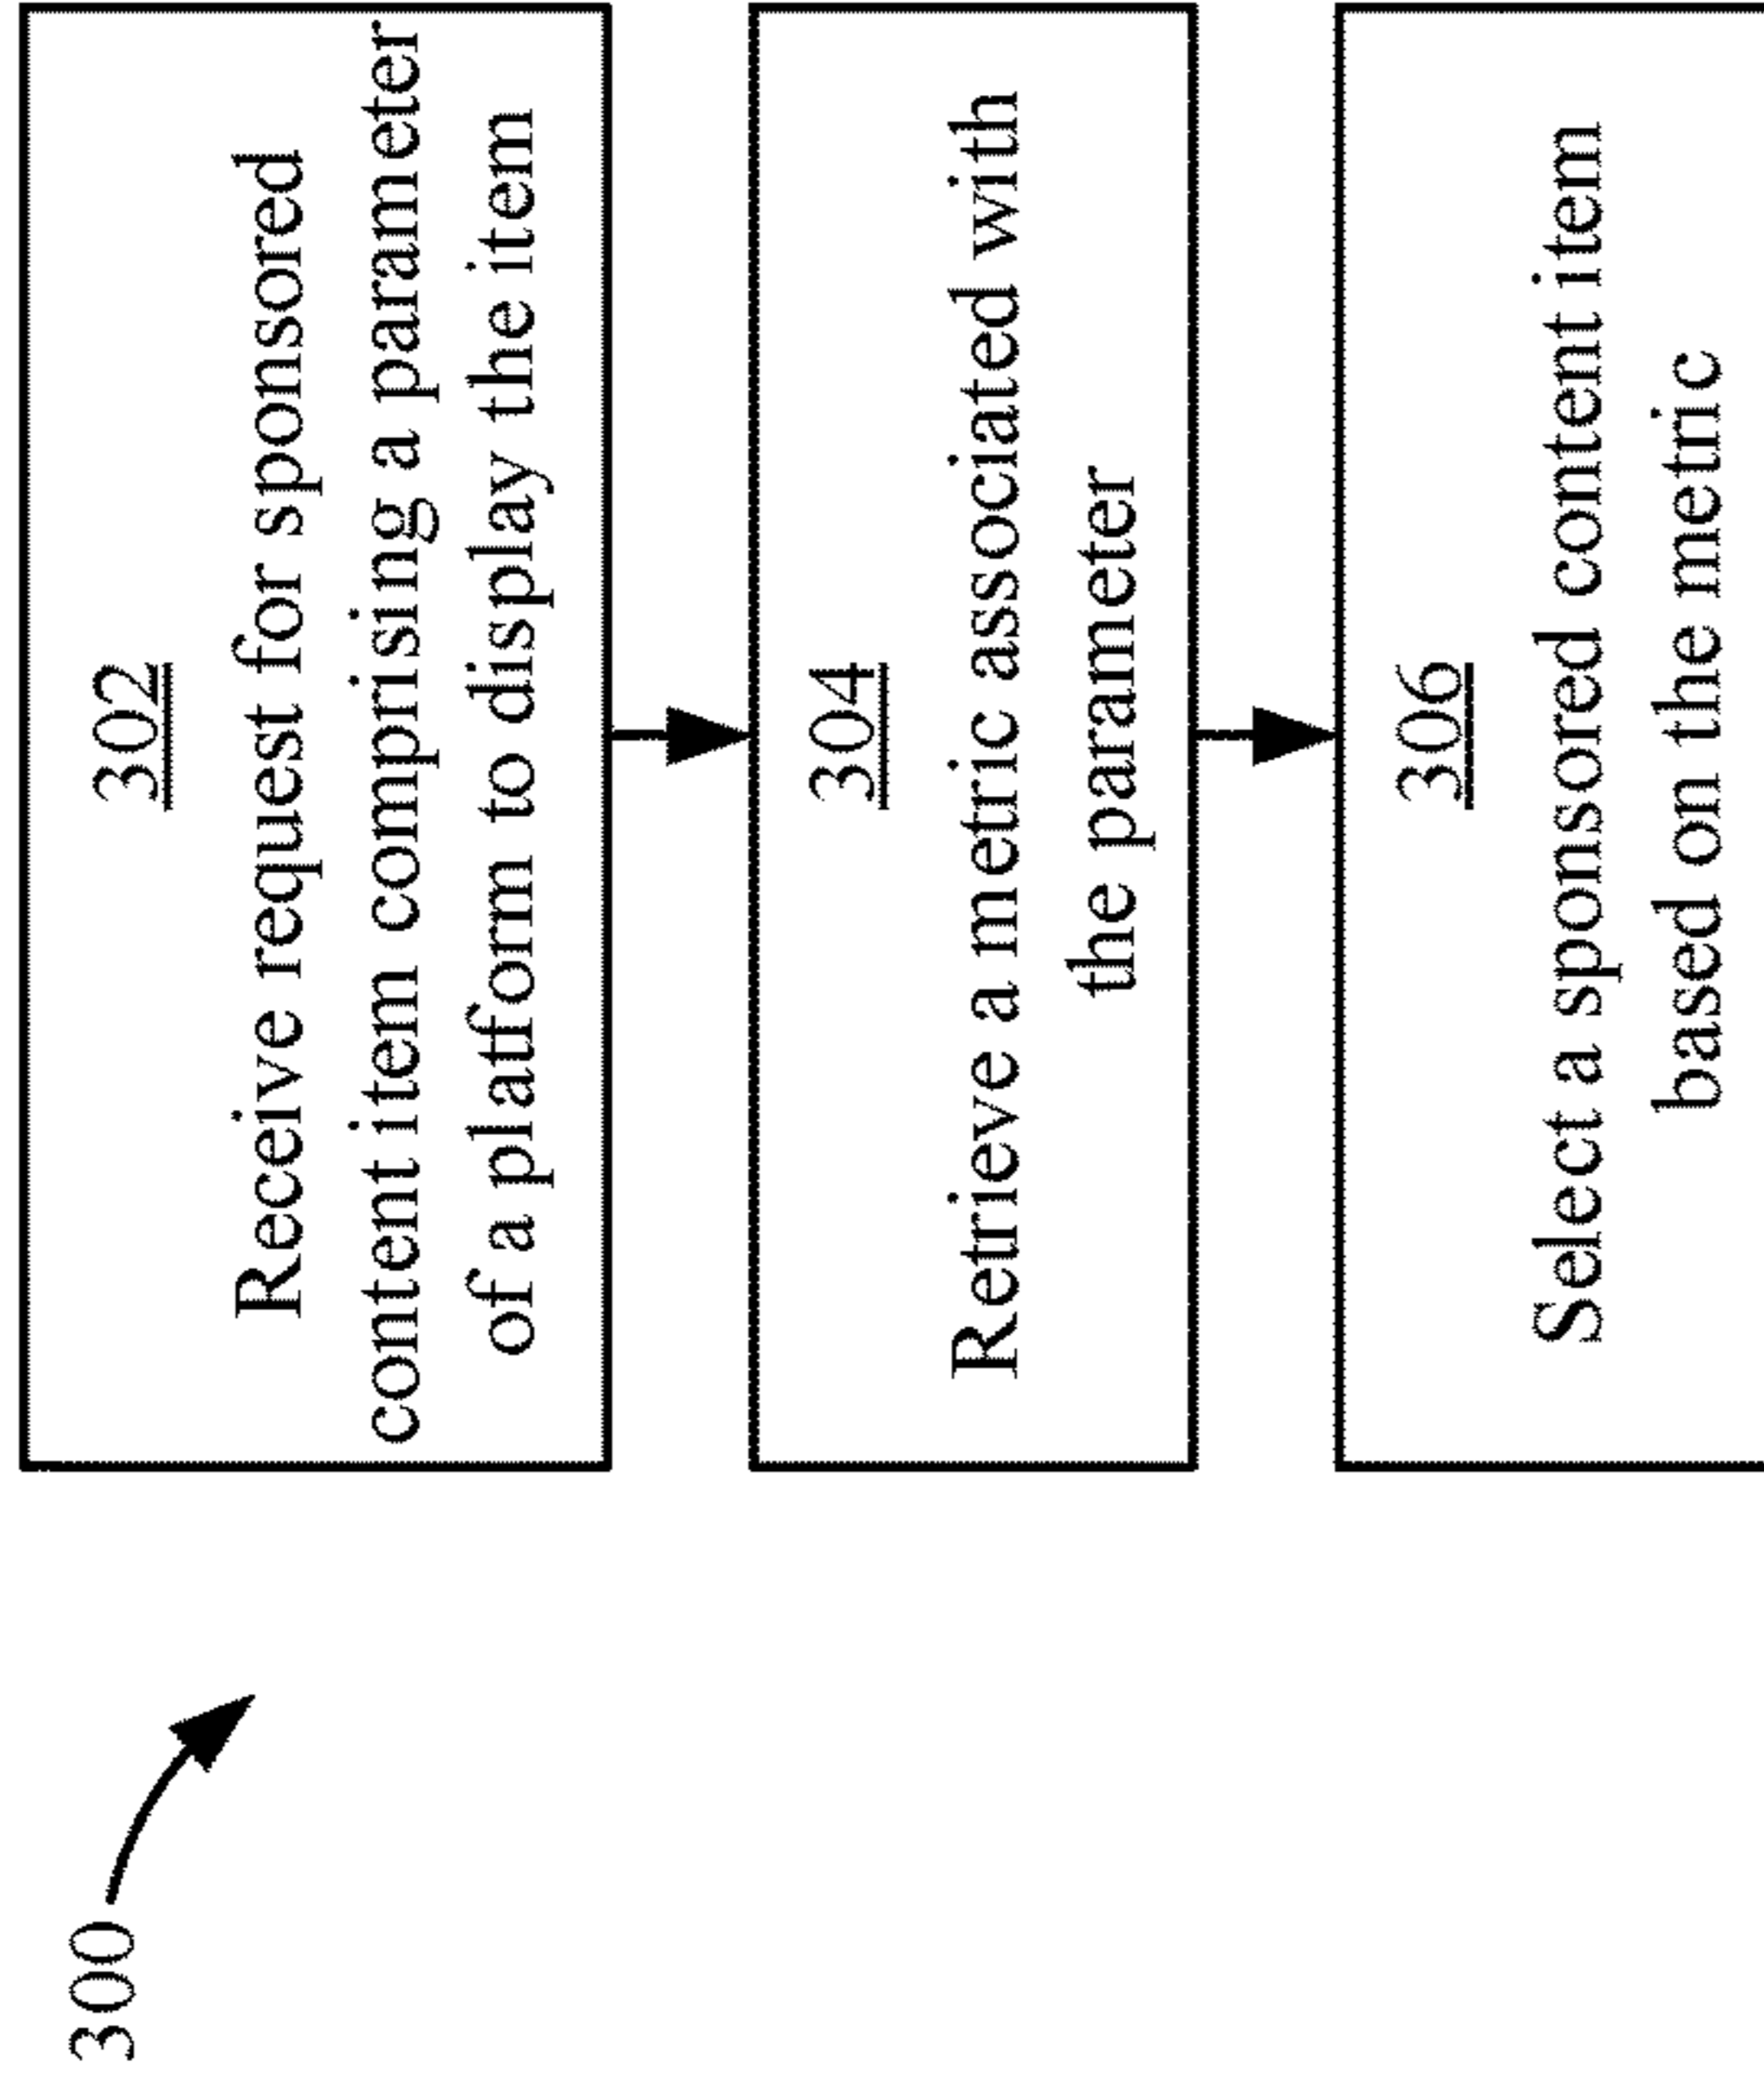 300
302
Receive request for sponsored
content item comprising a parameter
of a platform to display the item
304
Retrieve a metric associated with
the parameter
306
Select a sponsored content item
based on the metric